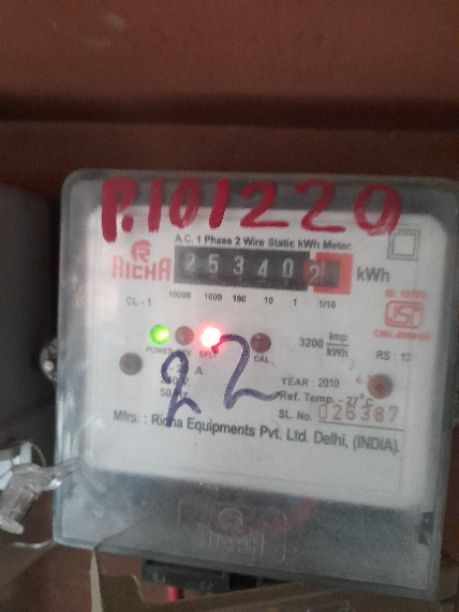 P.101220
A.C. 1 Phase 2 Wire Static kWh Meter.
RICHA 25340 2 kWh
CL - 1 10000 1000 100 10 1 1/10
3200 Imp/kWh
POWER CAL
RS : 12
22
A
YEAR : 2010
Ref. Temp. - 27°C
SL. No. 026387
Mfrs. : Richa Equipments Pvt. Ltd. Delhi, (INDIA).